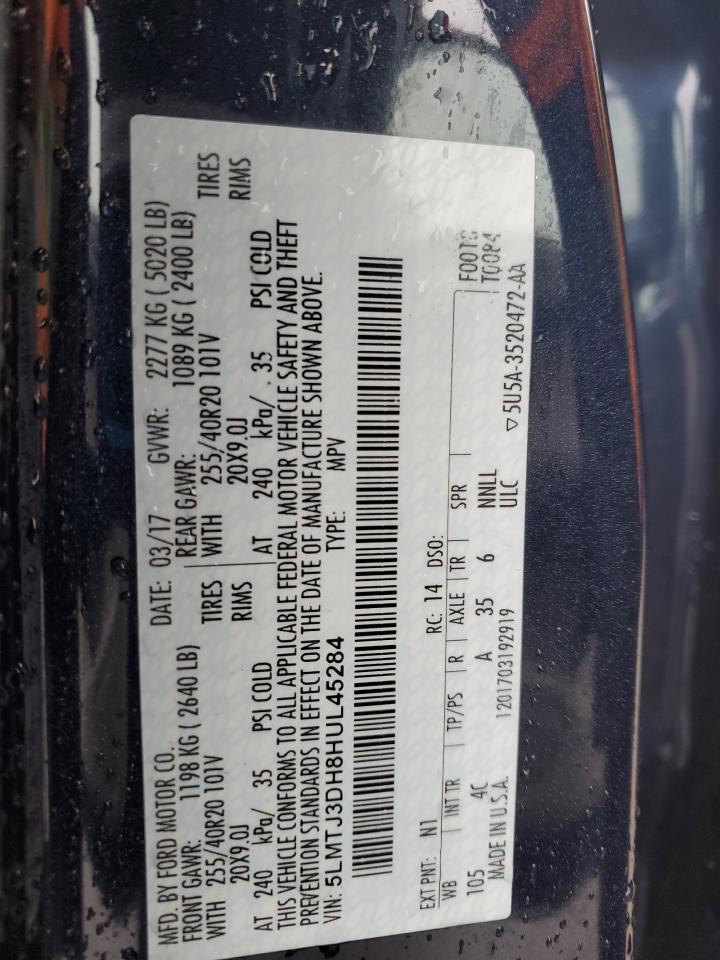 MFD. BY FORD MOTOR CO. DATE: 03/17 GVWR: 2277 KG ( 5020 LB)
FRONT GAWR: 1198 KG ( 2640 LB) REAR GAWR: 1089 KG ( 2400 LB)
WITH 255/40R20 101V TIRES WITH 255/40R20 101V TIRES
20X9.0J RIMS 20X9.0J RIMS
AT 240 kPa/ 35 PSI COLD AT 240 kPa/ 35 PSI COLD
THIS VEHICLE CONFORMS TO ALL APPLICABLE FEDERAL MOTOR VEHICLE SAFETY AND THEFT
PREVENTION STANDARDS IN EFFECT ON THE DATE OF MANUFACTURE SHOWN ABOVE.
VIN: 5LMTJ3DH8HUL45284 TYPE: MPV
EXT PNT: N1 RC: 14 DSO:
WB INT TR TP/PS R AXLE TR SPR
105 4C A 35 6 NNLL
ULC
MADE IN U.S.A. 1201703192919
▽5U5A-3520472-AA